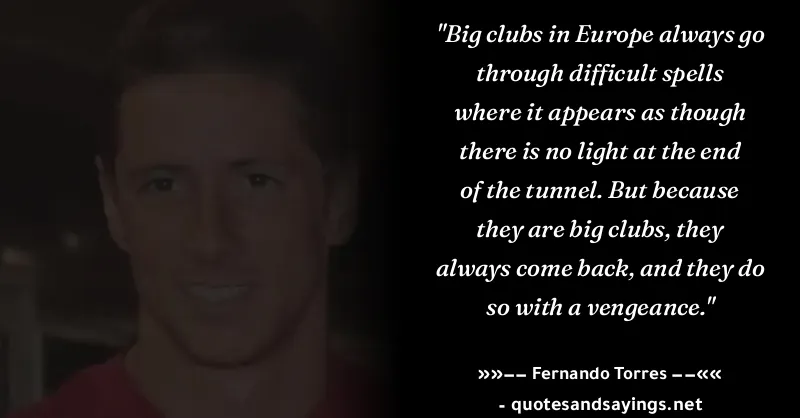 "Big clubs in Europe always go
through difficult spells
where it appears as though
there is no light at the end
of the tunnel. But because
they are big clubs, they
always come back, and they do
so with a vengeance."
»»−− Fernando Torres −−««
- quotesandsayings.net